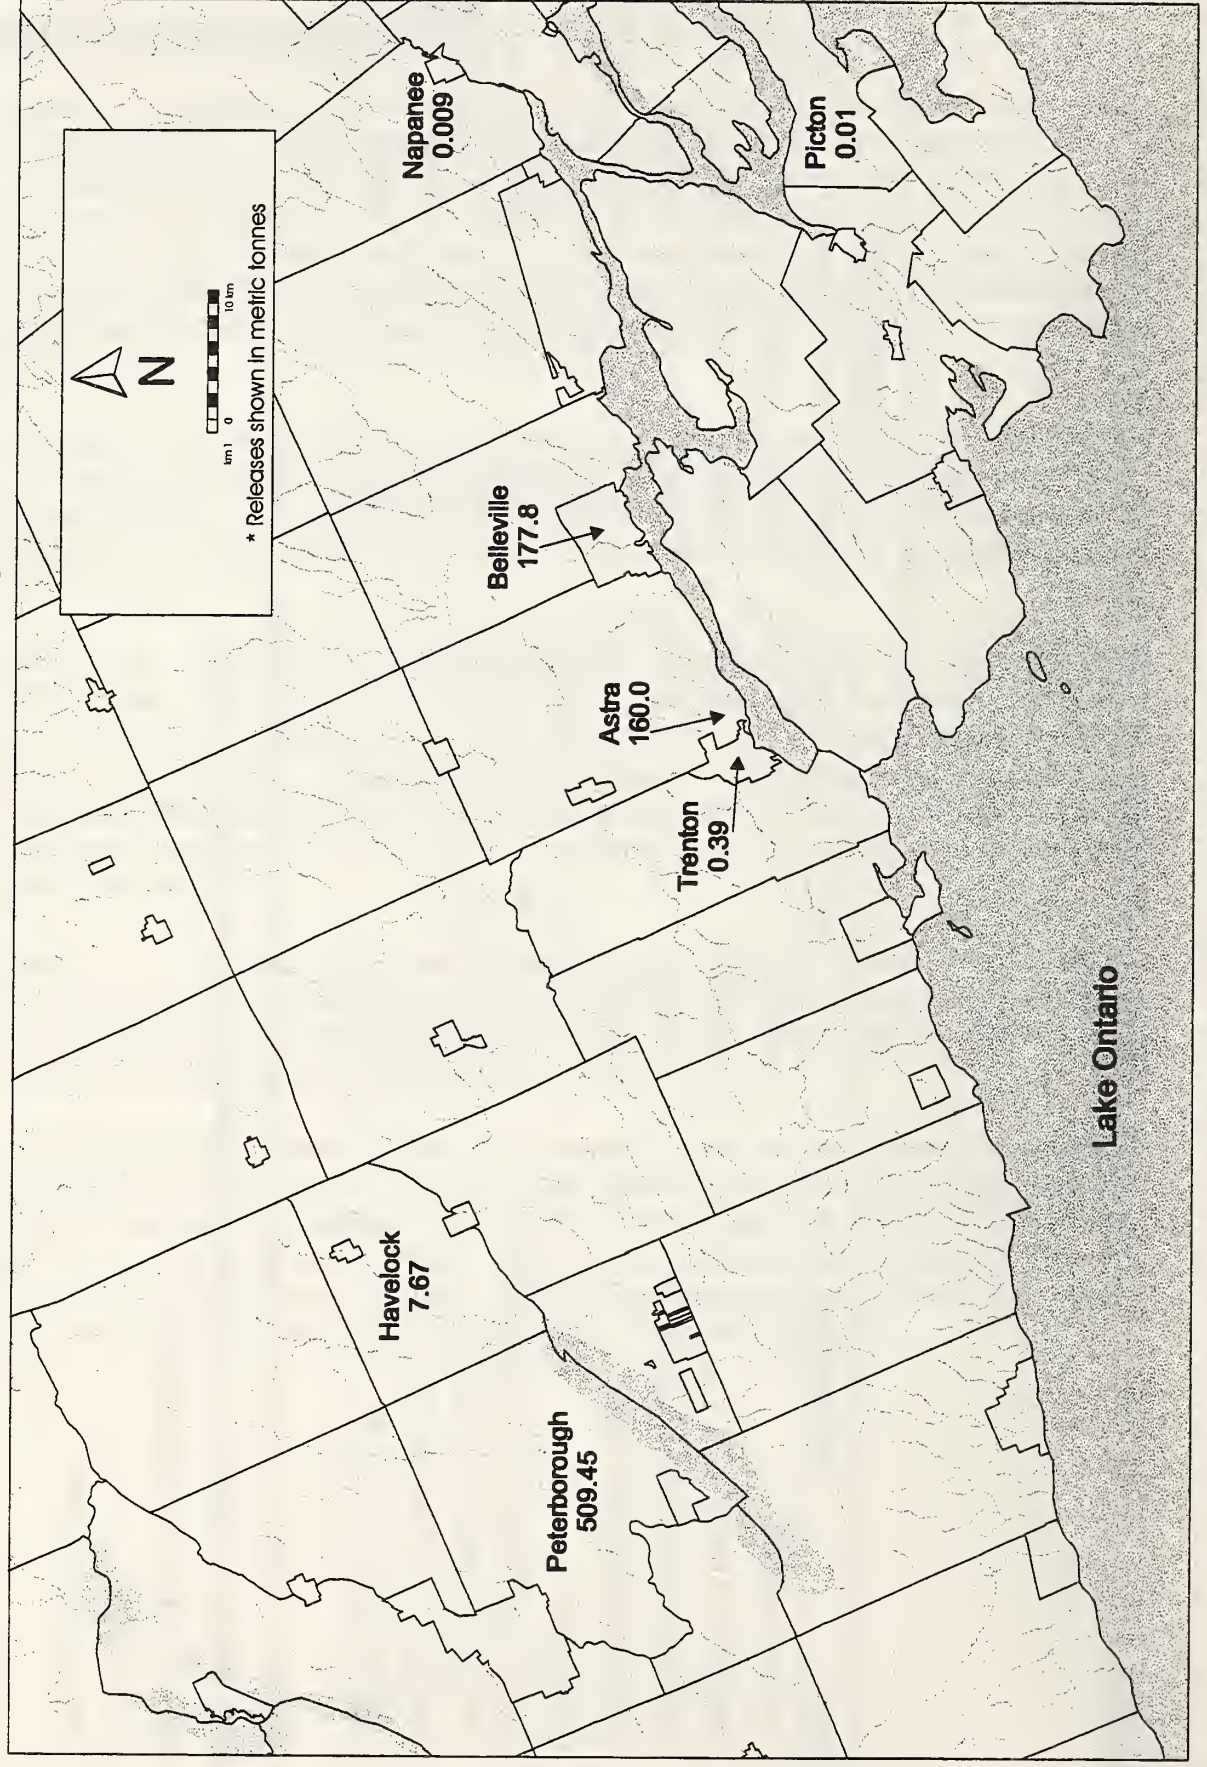 N
km 1 0 10 km
* Releases shown in metric tonnes
Napanee
0.009
Picton
0.01
Belleville
177.8
Astra
160.0
Trenton
0.39
Havelock
7.67
Peterborough
509.45
Lake Ontario